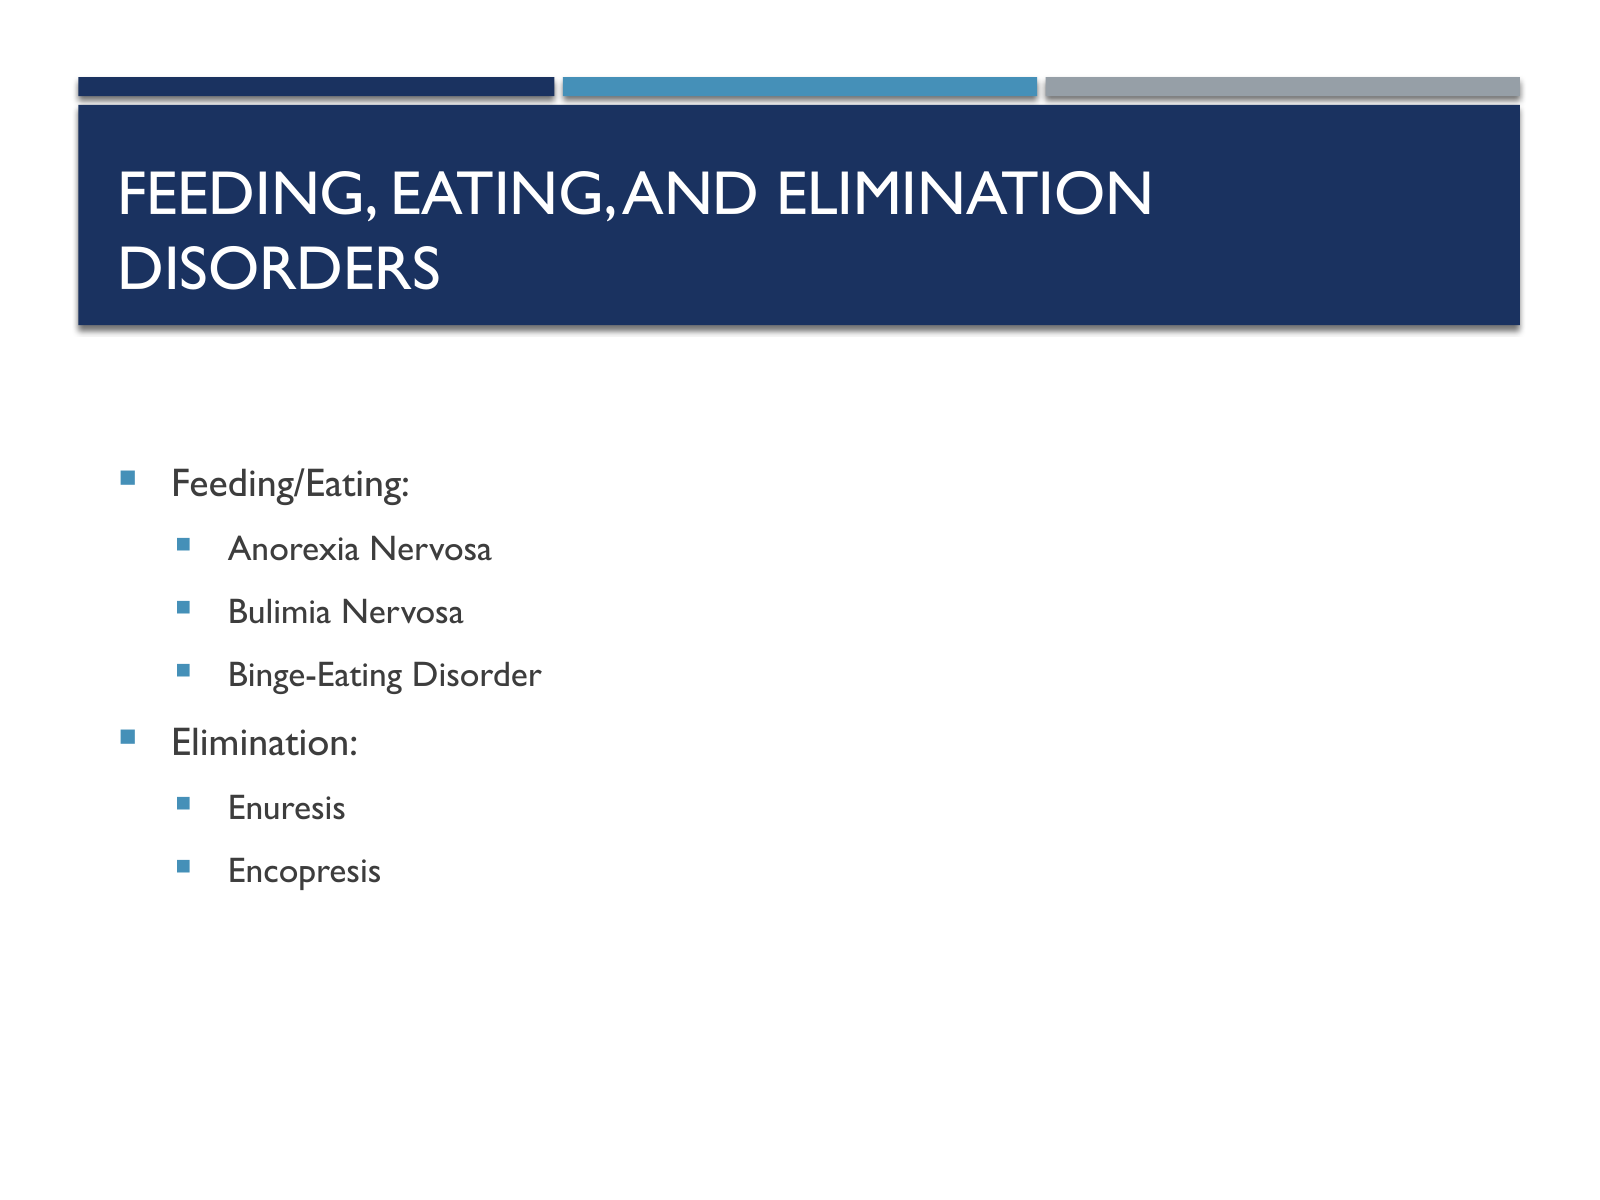 FEEDING, EATING, AND ELIMINATION
DISORDERS
Feeding/Eating:
Anorexia Nervosa
Bulimia Nervosa
Binge-Eating Disorder
Elimination:
Enuresis
Encopresis